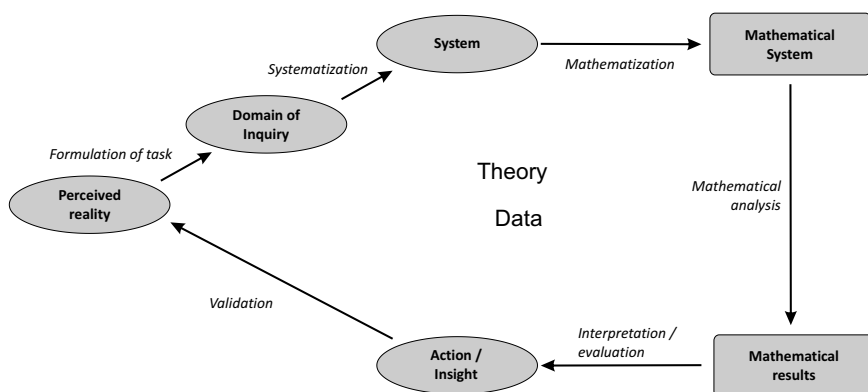 System
Mathematical
System
Systematization
Mathematization
Domain of
Inquiry
Formulation of task
Theory
Perceived
reality
Mathematical
analysis
Data
Validation
Interpretation /
evaluation
Action /
Insight
Mathematical
results